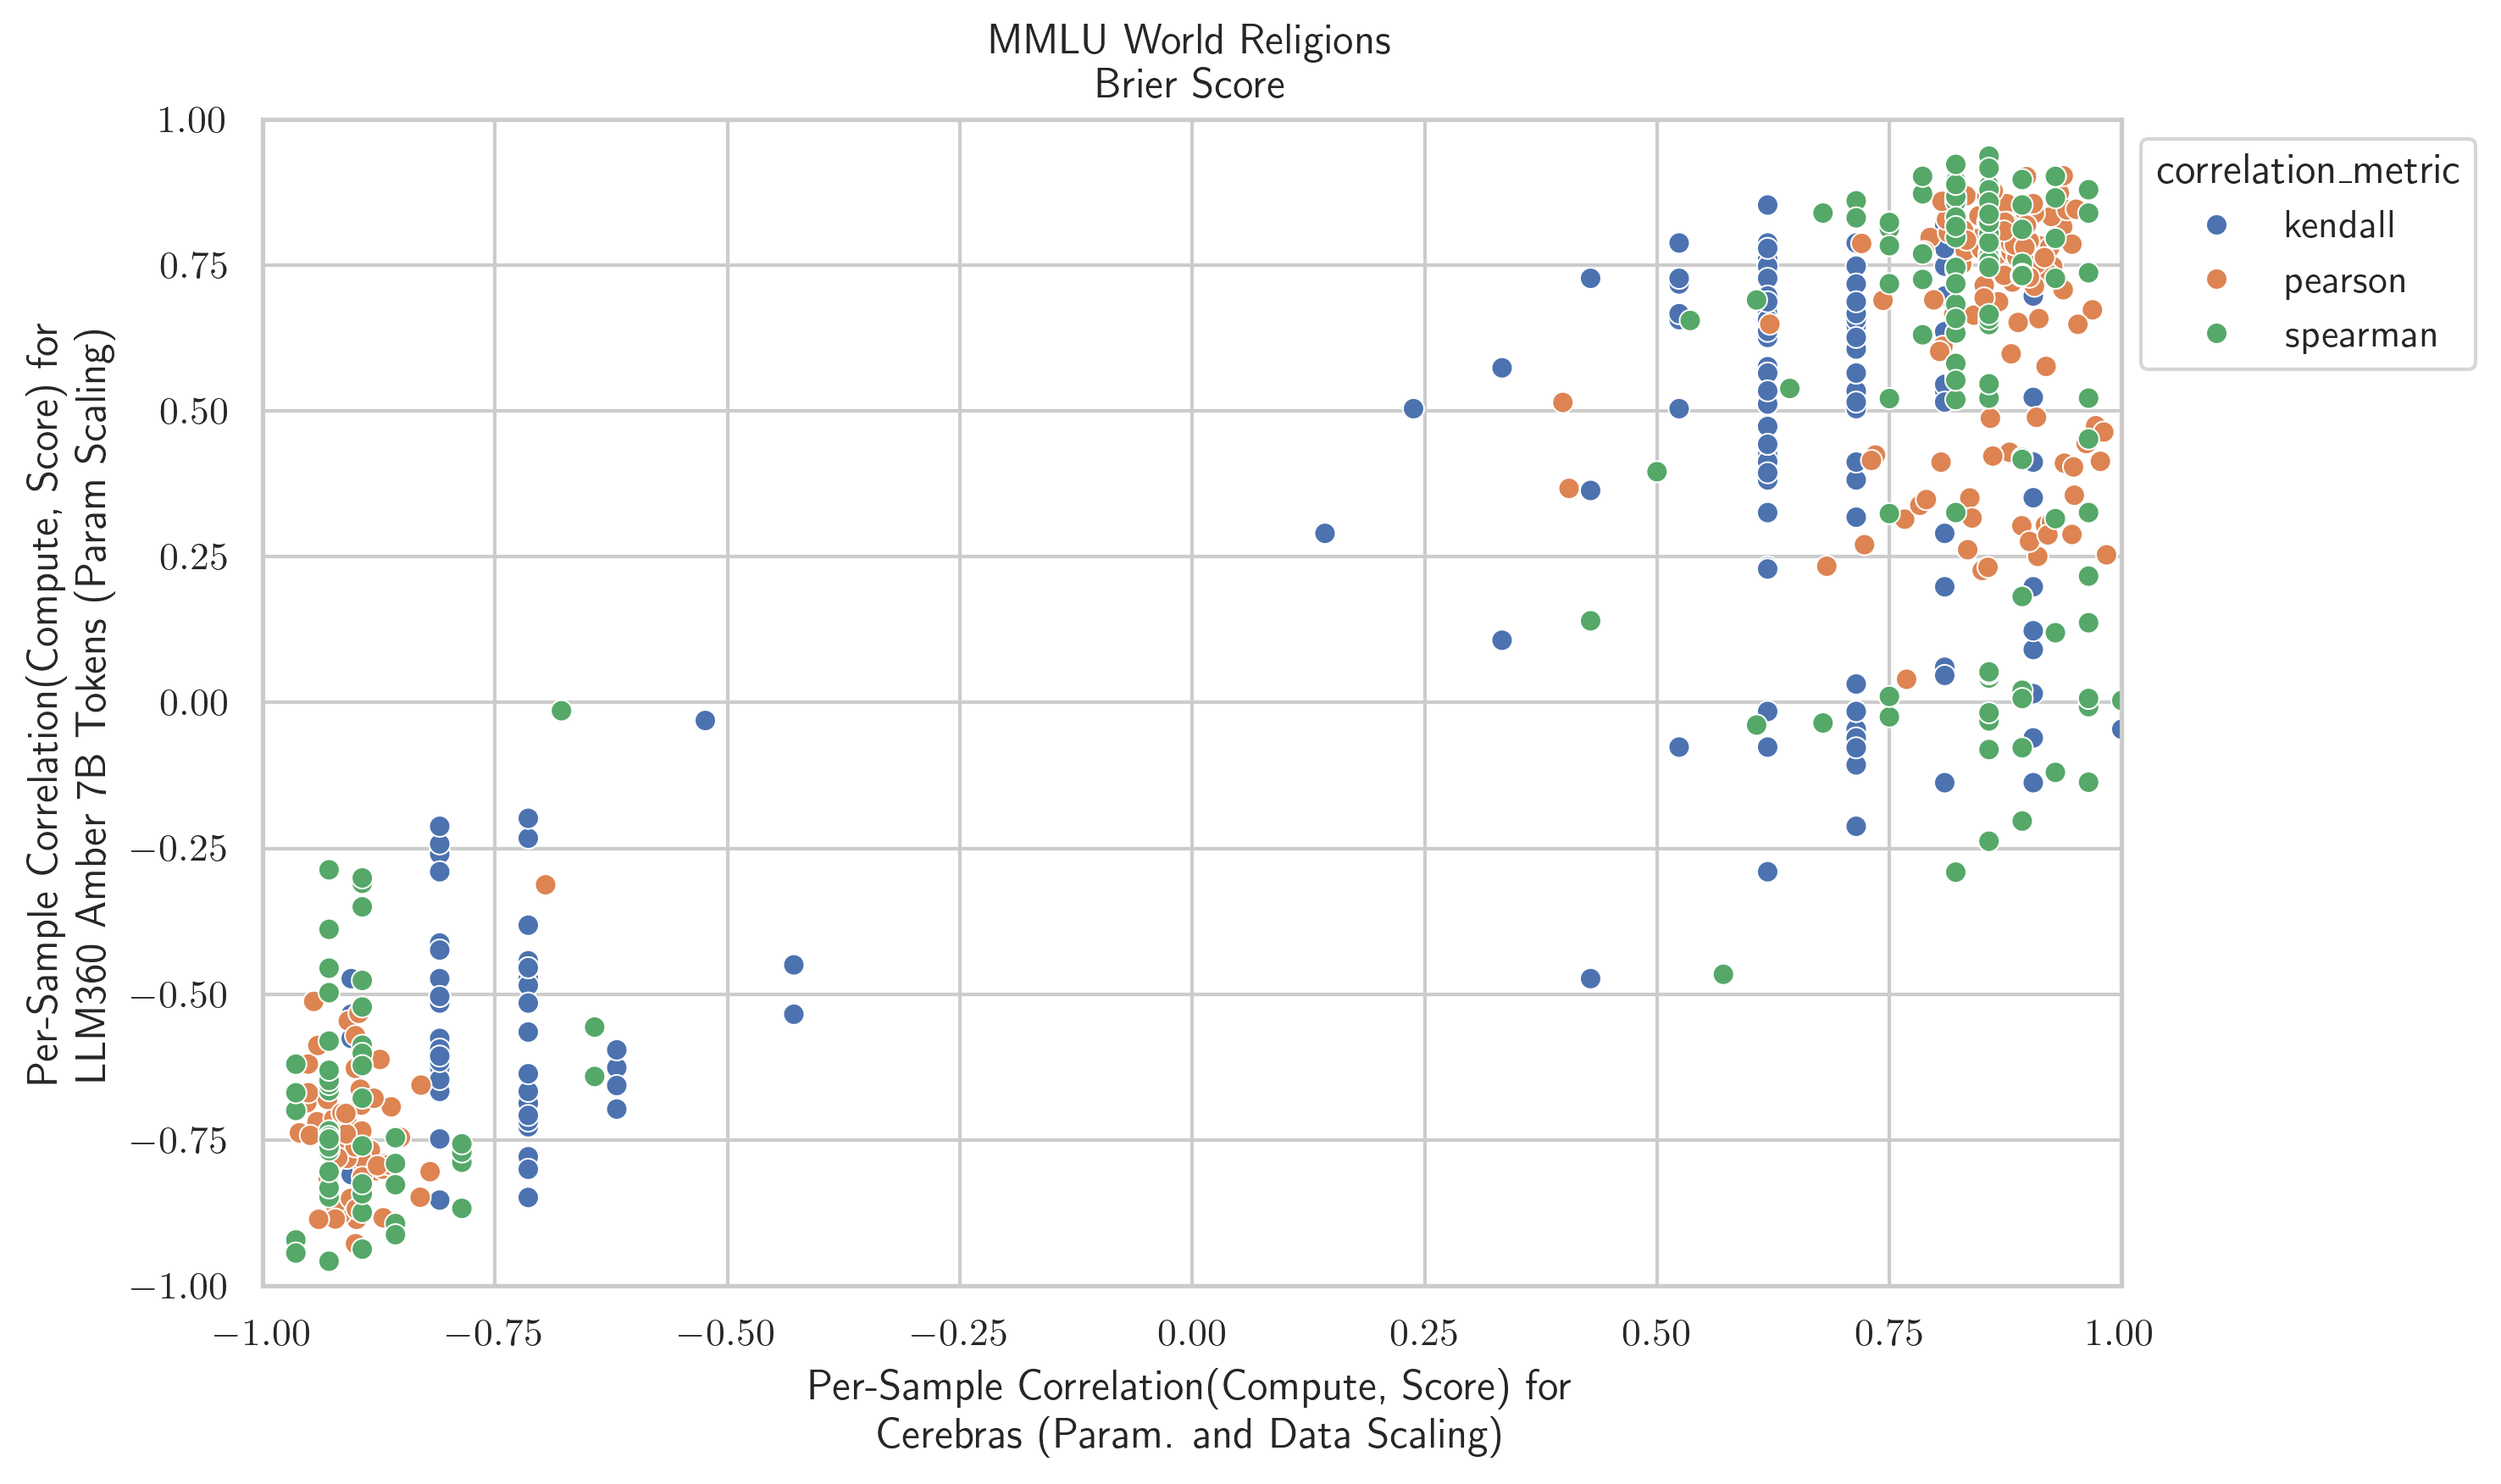 MMLU World Religions
Brier Score
Per-Sample Correlation(Compute, Score) for
LLM360 Amber 7B Tokens (Param Scaling)
1.00
0.75
0.50
0.25
0.00
−0.25
−0.50
−0.75
−1.00
−1.00 −0.75 −0.50 −0.25 0.00 0.25 0.50 0.75 1.00
Per-Sample Correlation(Compute, Score) for
Cerebras (Param. and Data Scaling)
correlation_metric
kendall
pearson
spearman